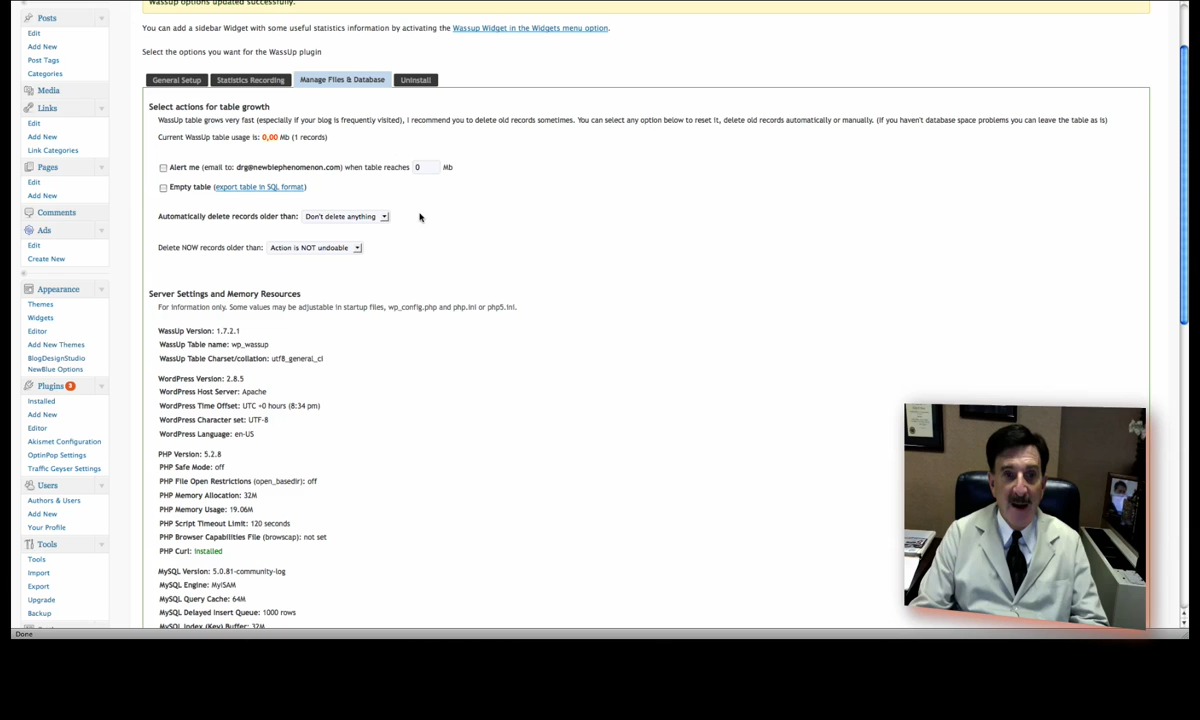 Wassup options updated successfully.
You can add a sidebar Widget with some useful statistics information by activating the Wassup Widget in the Widgets menu option.
Select the options you want for the WassUp plugin
General Setup
Statistics Recording
Manage Files & Database
Uninstall
Select actions for table growth
WassUp table grows very fast (especially if your blog is frequently visited), I recommend you to delete old records sometimes. You can select any option below to reset it, delete old records automatically or manually. (If you haven't database space problems you can leave the table as is)
Current WassUp table usage is: 0,00 Mb (1 records)
Alert me (email to: drg@newbiephenomenon.com) when table reaches 0 Mb
Empty table (export table in SQL format)
Automatically delete records older than: Don't delete anything
Delete NOW records older than: Action is NOT undoable
Server Settings and Memory Resources
For information only. Some values may be adjustable in startup files, wp_config.php and php.ini or php5.ini.
WassUp Version: 1.7.2.1
WassUp Table name: wp_wassup
WassUp Table Charset/collation: utf8_general_ci
WordPress Version: 2.8.5
WordPress Host Server: Apache
WordPress Time Offset: UTC +0 hours (8:34 pm)
WordPress Character set: UTF-8
WordPress Language: en-US
PHP Version: 5.2.8
PHP Safe Mode: off
PHP File Open Restrictions (open_basedir): off
PHP Memory Allocation: 32M
PHP Memory Usage: 19.06M
PHP Script Timeout Limit: 120 seconds
PHP Browser Capabilities File (browscap): not set
PHP Curl: installed
MySQL Version: 5.0.81-community-log
MySQL Engine: MyISAM
MySQL Query Cache: 64M
MySQL Delayed Insert Queue: 1000 rows
MySQL Index (Key) Buffer: 32M
Posts
Edit
Add New
Post Tags
Categories
Media
Links
Edit
Add New
Link Categories
Pages
Edit
Add New
Comments
Ads
Edit
Create New
Appearance
Themes
Widgets
Editor
Add New Themes
BlogDesignStudio
NewBlue Options
Plugins 3
Installed
Add New
Editor
Akismet Configuration
OptinPop Settings
Traffic Geyser Settings
Users
Authors & Users
Add New
Your Profile
Tools
Tools
Import
Export
Upgrade
Backup
Done